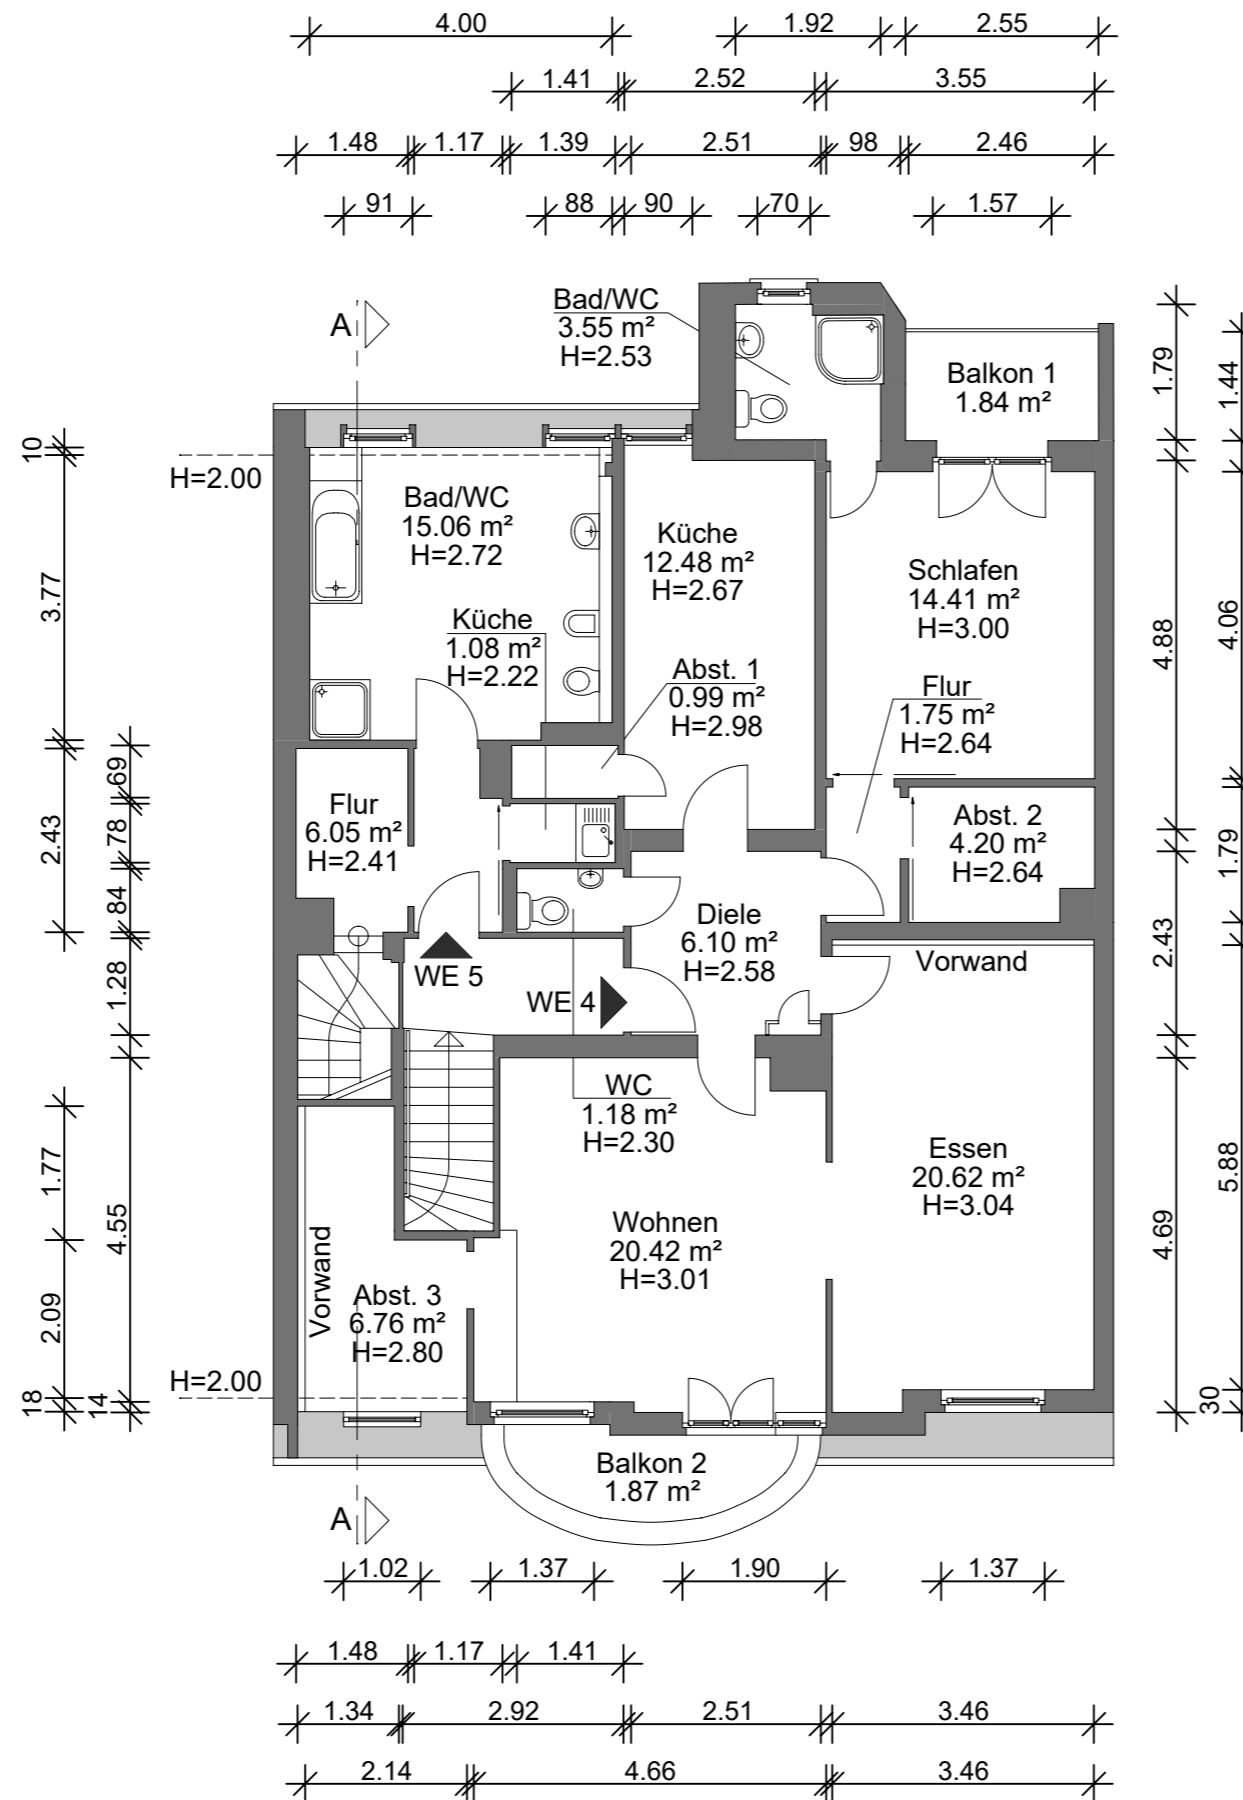 4.00
1.92
2.55
1.41
2.52
3.55
1.48
1.17
1.39
2.51
98
2.46
91
88
90
70
1.57
A
Bad/WC
3.55 m²
H=2.53
Balkon 1
1.84 m²
1.79
1.44
10
H=2.00
Bad/WC
15.06 m²
H=2.72
Küche
12.48 m²
H=2.67
Schlafen
14.41 m²
H=3.00
3.77
4.88
4.06
Küche
1.08 m²
H=2.22
Abst. 1
0.99 m²
H=2.98
Flur
1.75 m²
H=2.64
69
78
84
2.43
Flur
6.05 m²
H=2.41
Abst. 2
4.20 m²
H=2.64
1.79
2.43
Diele
6.10 m²
H=2.58
Vorwand
WE 5
WE 4
1.28
WC
1.18 m²
H=2.30
Essen
20.62 m²
H=3.04
1.77
4.55
5.88
4.69
Wohnen
20.42 m²
H=3.01
Vorwand
Abst. 3
6.76 m²
H=2.80
2.09
H=2.00
18
14
30
Balkon 2
1.87 m²
A
1.02
1.37
1.90
1.37
1.48
1.17
1.41
1.34
2.92
2.51
3.46
2.14
4.66
3.46